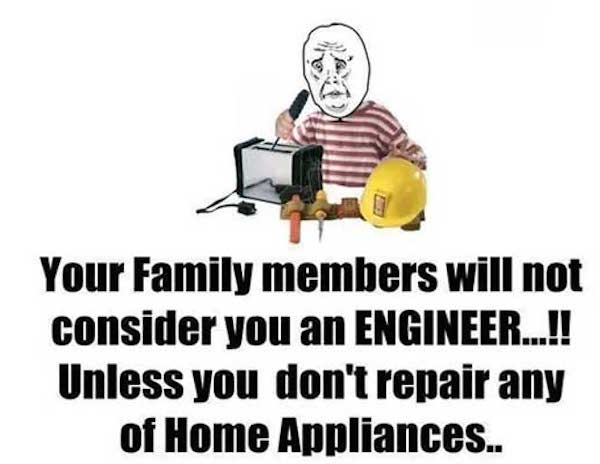 Your Family members will not
consider you an ENGINEER...!!
Unless you don't repair any
of Home Appliances..